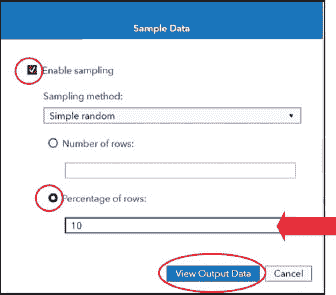 Sample Data
Enable sampling
Sampling method:
Simple random
Number of rows:
Percentage of rows:
10
View Output Data Cancel